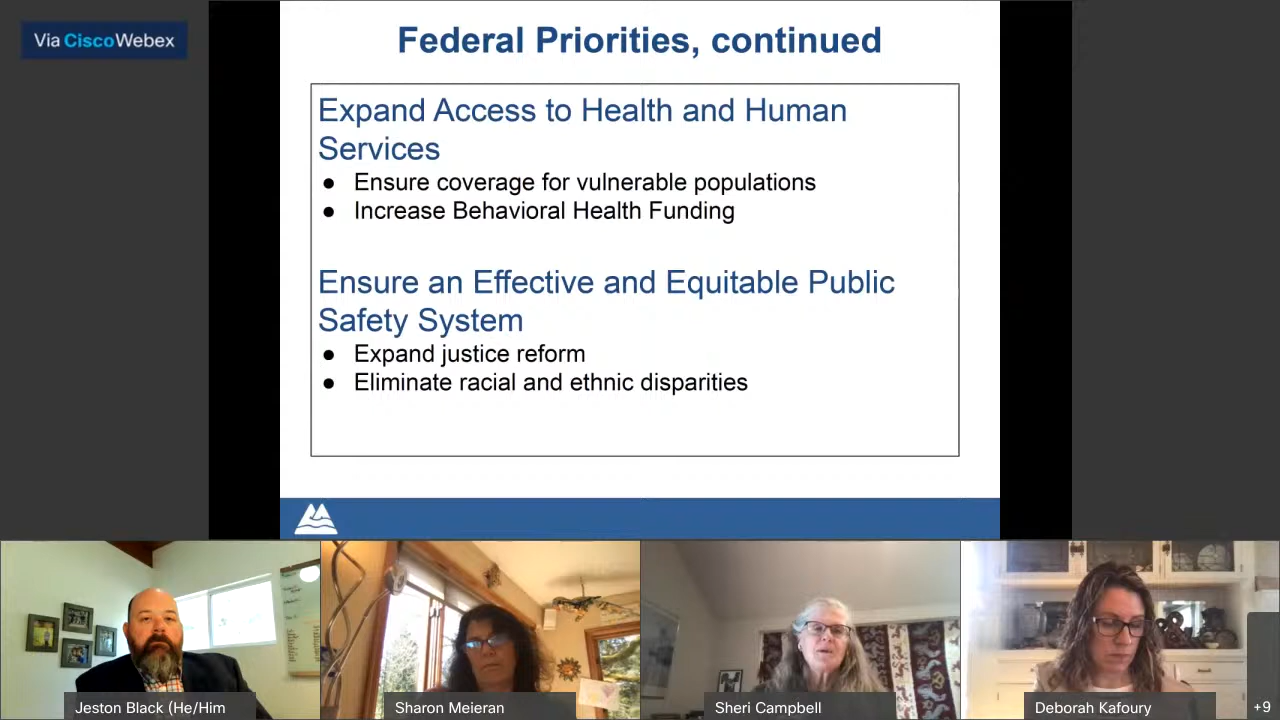 Via CiscoWebex
Federal Priorities, continued
Expand Access to Health and Human
Services
● Ensure coverage for vulnerable populations
● Increase Behavioral Health Funding
Ensure an Effective and Equitable Public
Safety System
● Expand justice reform
● Eliminate racial and ethnic disparities
Jeston Black (He/Him
Sharon Meieran
Sheri Campbell
Deborah Kafoury
+9